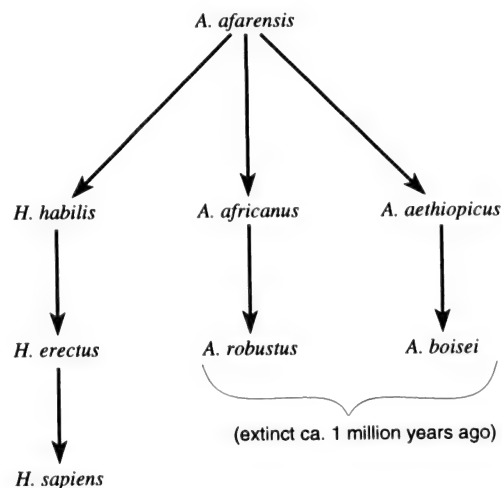 A. afarensis
H. habilis A. africanus A. aethiopicus
H. erectus A. robustus A. boisei
(extinct ca. 1 million years ago)
H. sapiens